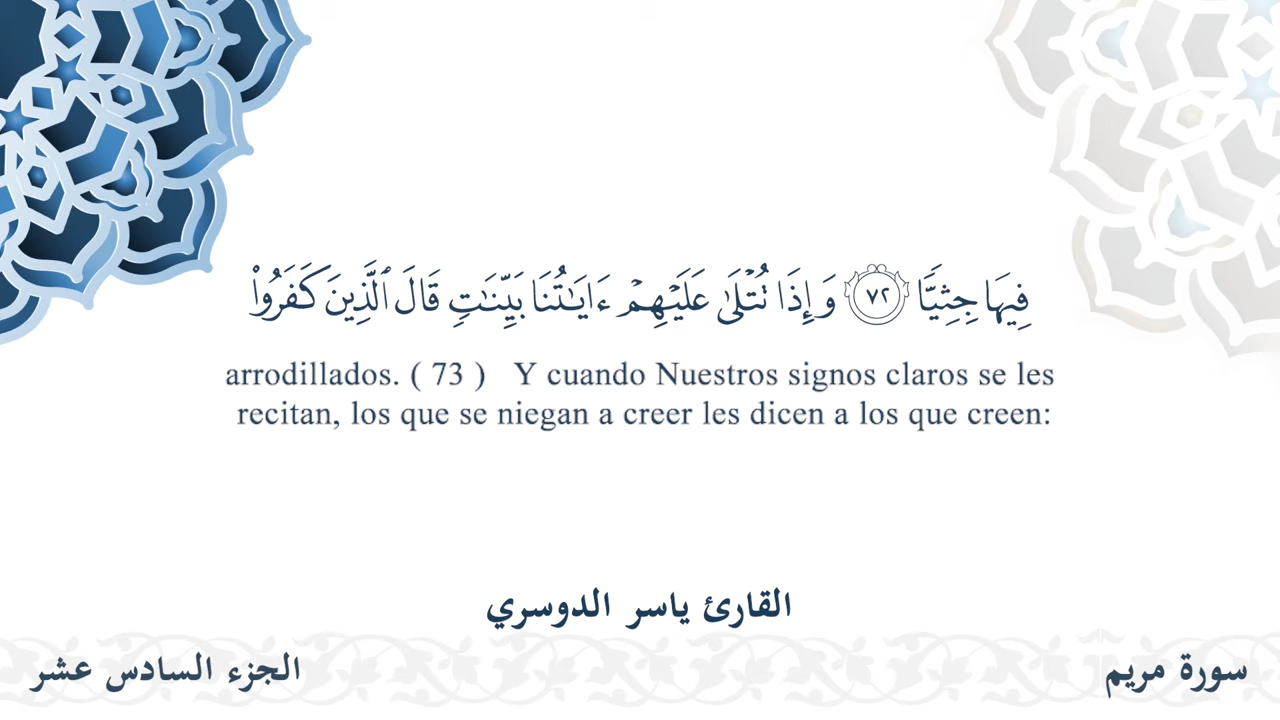 فِيهَا جِثِيًّا ٧٢ وَإِذَا تُتْلَىٰ عَلَيْهِمْ ءَايَٰتُنَا بَيِّنَٰتٍ قَالَ ٱلَّذِينَ كَفَرُوا۟
arrodillados. ( 73 ) Y cuando Nuestros signos claros se les
recitan, los que se niegan a creer les dicen a los que creen:
القارئ ياسر الدوسري
سورة مريم
الجزء السادس عشر